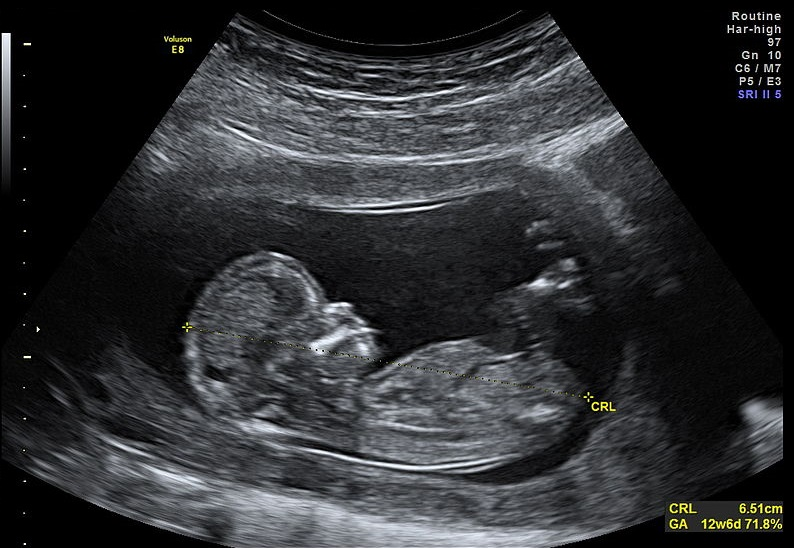 Voluson
E8
Routine
Har-high
97
Gn 10
C6 / M7
P5 / E3
SRI II 5
CRL
CRL 6.51cm
GA 12w6d 71.8%